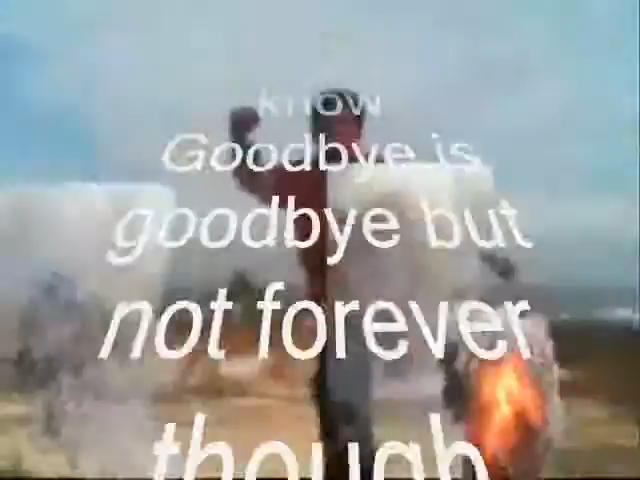 know
Goodbye is
goodbye but
not forever
though